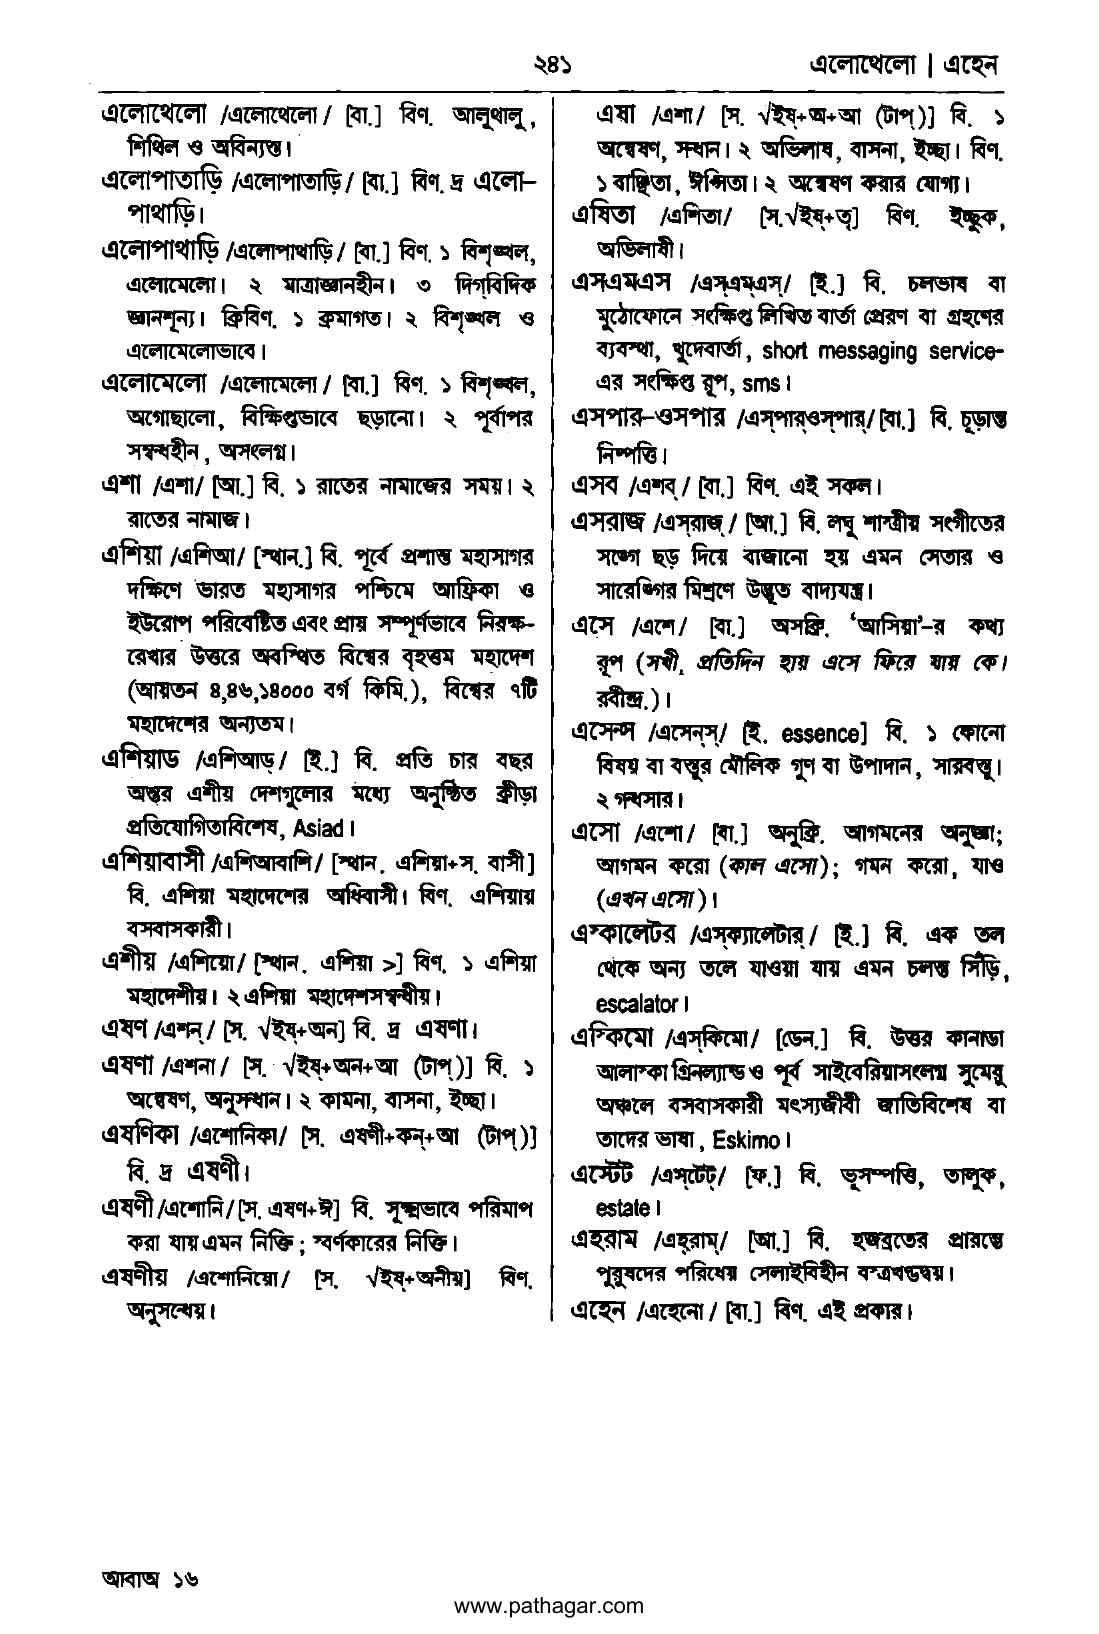 ২৪১
এলোথেলো | এহেন
এলোথেলো /এলোথেলো/ [বা.] বিণ. আলুথালু,
শিথিল ও অবিন্যস্ত।
এলোপাতাড়ি /এলোপাতাড়ি/ [বা.] বিণ. দ্র এলো–
পাথাড়ি।
এলোপাথাড়ি /এলোপাথাড়ি/ [বা.] বিণ. ১ বিশৃঙ্খল,
এলোমেলো। ২ মাত্রাজ্ঞানহীন। ৩ দিগ্‌বিদিক
জ্ঞানশূন্য। ক্রিবিণ. ১ ক্রমাগত। ২ বিশৃঙ্খল ও
এলোমেলোভাবে।
এলোমেলো /এলোমেলো/ [বা.] বিণ. ১ বিশৃঙ্খল,
অগোছালো, বিক্ষিপ্তভাবে ছড়ানো। ২ পূর্বাপর
সম্বন্ধহীন, অসংলগ্ন।
এশা /এশা/ [আ.] বি. ১ রাতের নামাজের সময়। ২
রাতের নামাজ।
এশিয়া /এশিআ/ [স্থান.] বি. পূর্বে প্রশান্ত মহাসাগর
দক্ষিণে ভারত মহাসাগর পশ্চিমে আফ্রিকা ও
ইউরোপ পরিবেষ্টিত এবং প্রায় সম্পূর্ণভাবে নিরক্ষ-
রেখার উত্তরে অবস্থিত বিশ্বের বৃহত্তম মহাদেশ
(আয়তন ৪,৪৬,১৪০০০ বর্গ কিমি.), বিশ্বের ৭টি
মহাদেশের অন্যতম।
এশিয়াড /এশিআড্/ [ই.] বি. প্রতি চার বছর
অন্তর এশীয় দেশগুলোর মধ্যে অনুষ্ঠিত ক্রীড়া
প্রতিযোগিতাবিশেষ, Asiad।
এশিয়াবাসী /এশিআবাশি/ [স্থান. এশিয়া+স. বাসী]
বি. এশিয়া মহাদেশের অধিবাসী। বিণ. এশিয়ায়
বসবাসকারী।
এশীয় /এশিয়ো/ [স্থান. এশিয়া >] বিণ. ১ এশিয়া
মহাদেশীয়। ২ এশিয়া মহাদেশসম্বন্ধীয়।
এষণ /এশন্/ [স. √ইষ্+অন] বি. দ্র এষণা।
এষণা /এশনা/ [স. √ইষ্+অন+আ (টাপ্)] বি. ১
অন্বেষণ, অনুসন্ধান। ২ কামনা, বাসনা, ইচ্ছা।
এষণিকা /এশোনিকা/ [স. এষণী+কন্+আ (টাপ্)]
বি. দ্র এষণী।
এষণী /এশোনি/ [স. এষণ+ঈ] বি. সূক্ষ্মভাবে পরিমাপ
করা যায় এমন নিক্তি; স্বর্ণকারের নিক্তি।
এষণীয় /এশোনিয়ো/ [স. √ইষ্+অনীয়] বিণ.
অনুসন্ধেয়।
এষা /এশা/ [স. √ইষ্+অ+আ (টাপ্)] বি. ১
অন্বেষণ, সন্ধান। ২ অভিলাষ, বাসনা, ইচ্ছা। বিণ.
১ বাঞ্ছিতা, ঈপ্সিতা। ২ অন্বেষণ করার যোগ্য।
এষিতা /এশিতা/ [স.√ইষ্+তৃ] বিণ. ইচ্ছুক,
অভিলাষী।
এসএমএস /এস্এম্এস্/ [ই.] বি. চলভাষ বা
মুঠোফোনে সংক্ষিপ্ত লিখিত বার্তা প্রেরণ বা গ্রহণের
ব্যবস্থা, খুদেবার্তা, short messaging service-
এর সংক্ষিপ্ত রূপ, sms।
এসপার–ওসপার /এস্পার্ওস্পার্/ [বা.] বি. চূড়ান্ত
নিষ্পত্তি।
এসব /এশব্/ [বা.] বিণ. এই সকল।
এসরাজ /এস্রাজ্/ [আ.] বি. লঘু শাস্ত্রীয় সংগীতের
সঙ্গে ছড় দিয়ে বাজানো হয় এমন সেতার ও
সারেঙ্গির মিশ্রণে উদ্ভূত বাদ্যযন্ত্র।
এসে /এশে/ [বা.] অসক্রি. ‘আসিয়া’–র কথ্য
রূপ (সখী, প্রতিদিন হায় এসে ফিরে যায় কে।
রবীন্দ্র.)।
এসেন্স /এসেন্স্/ [ই. essence] বি. ১ কোনো
বিষয় বা বস্তুর মৌলিক গুণ বা উপাদান, সারবস্তু।
২ গন্ধসার।
এসো /এশো/ [বা.] অনুক্রি. আগমনের অনুজ্ঞা;
আগমন করো (কাল এসো); গমন করো, যাও
(এখন এসো)।
এস্কালেটর /এস্ক্যালেটার্/ [ই.] বি. এক তল
থেকে অন্য তলে যাওয়া যায় এমন চলন্ত সিঁড়ি,
escalator।
এস্কিমো /এস্কিমো/ [ডেন.] বি. উত্তর কানাডা
আলাস্কা গ্রিনল্যান্ড ও পূর্ব সাইবেরিয়াসংলগ্ন সুমেরু
অঞ্চলে বসবাসকারী মৎস্যজীবী জাতিবিশেষ বা
তাদের ভাষা, Eskimo।
এস্টেট /এস্টেট্/ [ফ.] বি. ভূসম্পত্তি, তালুক,
estate।
এহরাম /এহ্রাম্/ [আ.] বি. হজব্রতের প্রারম্ভে
পুরুষদের পরিধেয় সেলাইবিহীন বস্ত্রখণ্ডদ্বয়।
এহেন /এহেনো/ [বা.] বিণ. এই প্রকার।
আবাঅ ১৬
www.pathagar.com